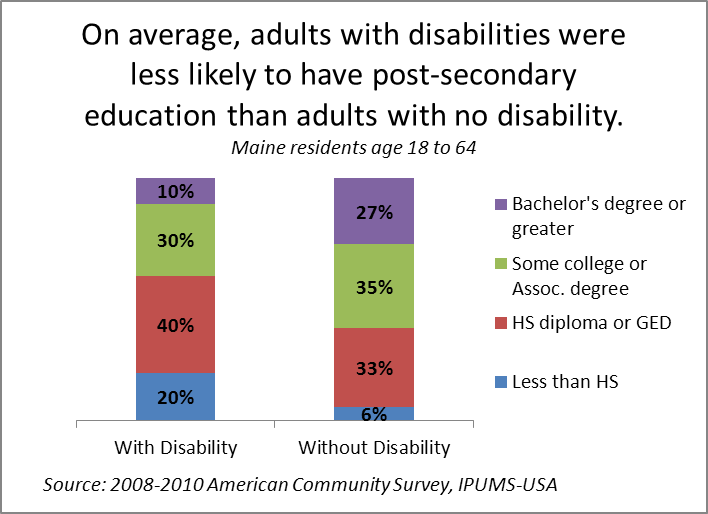 On average, adults with disabilities were
less likely to have post-secondary
education than adults with no disability.
Maine residents age 18 to 64
10%
30%
40%
20%
27%
35%
33%
6%
Bachelor's degree or
greater
Some college or
Assoc. degree
HS diploma or GED
Less than HS
With Disability
Without Disability
Source: 2008-2010 American Community Survey, IPUMS-USA